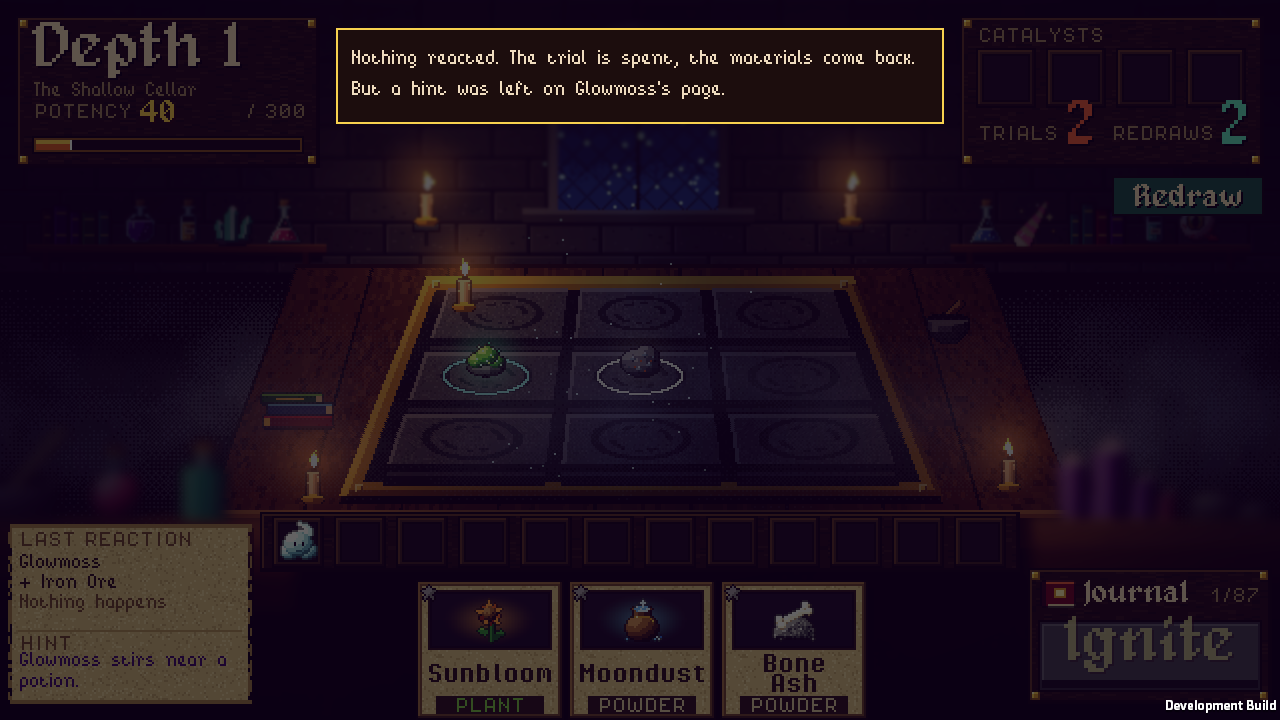 Depth 1
The Shallow Cellar
POTENCY 40 / 300
Nothing reacted. The trial is spent, the materials come back.
But a hint was left on Glowmoss's page.
CATALYSTS
TRIALS 2 REDRAWS 2
Redraw
LAST REACTION
Glowmoss
+ Iron Ore
Nothing happens
HINT
Glowmoss stirs near a
potion.
Sunbloom
PLANT
Moondust
POWDER
Bone
Ash
POWDER
Journal 1/87
Ignite
Development Build